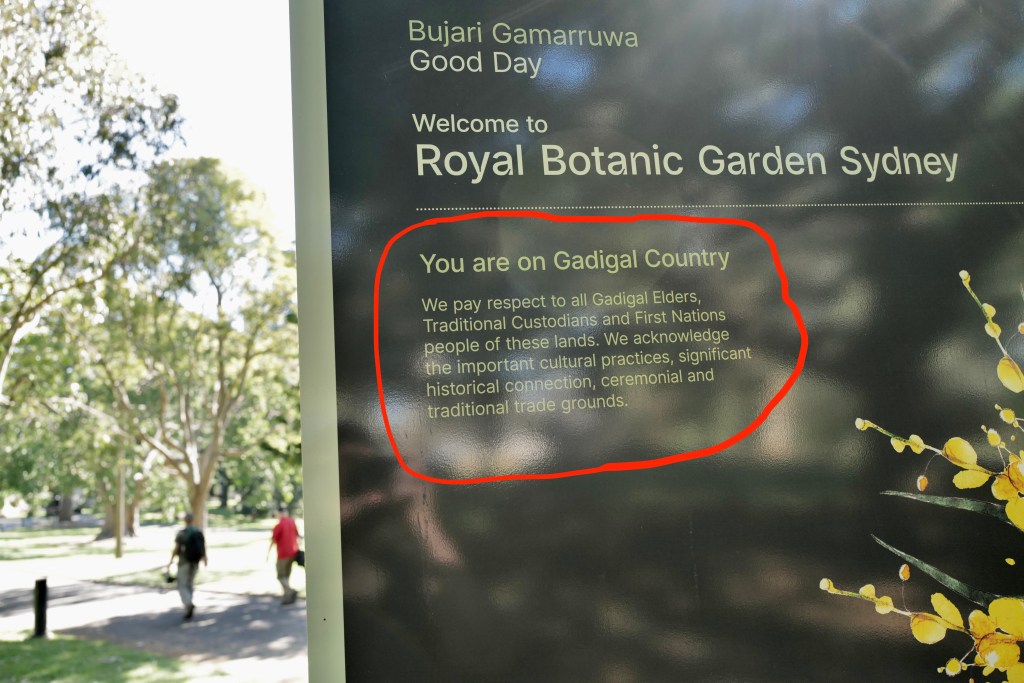 Bujari Gamarruwa
Good Day
Welcome to
Royal Botanic Garden Sydney
You are on Gadigal Country
We pay respect to all Gadigal Elders,
Traditional Custodians and First Nations
people of these lands. We acknowledge
the important cultural practices, significant
historical connection, ceremonial and
traditional trade grounds.